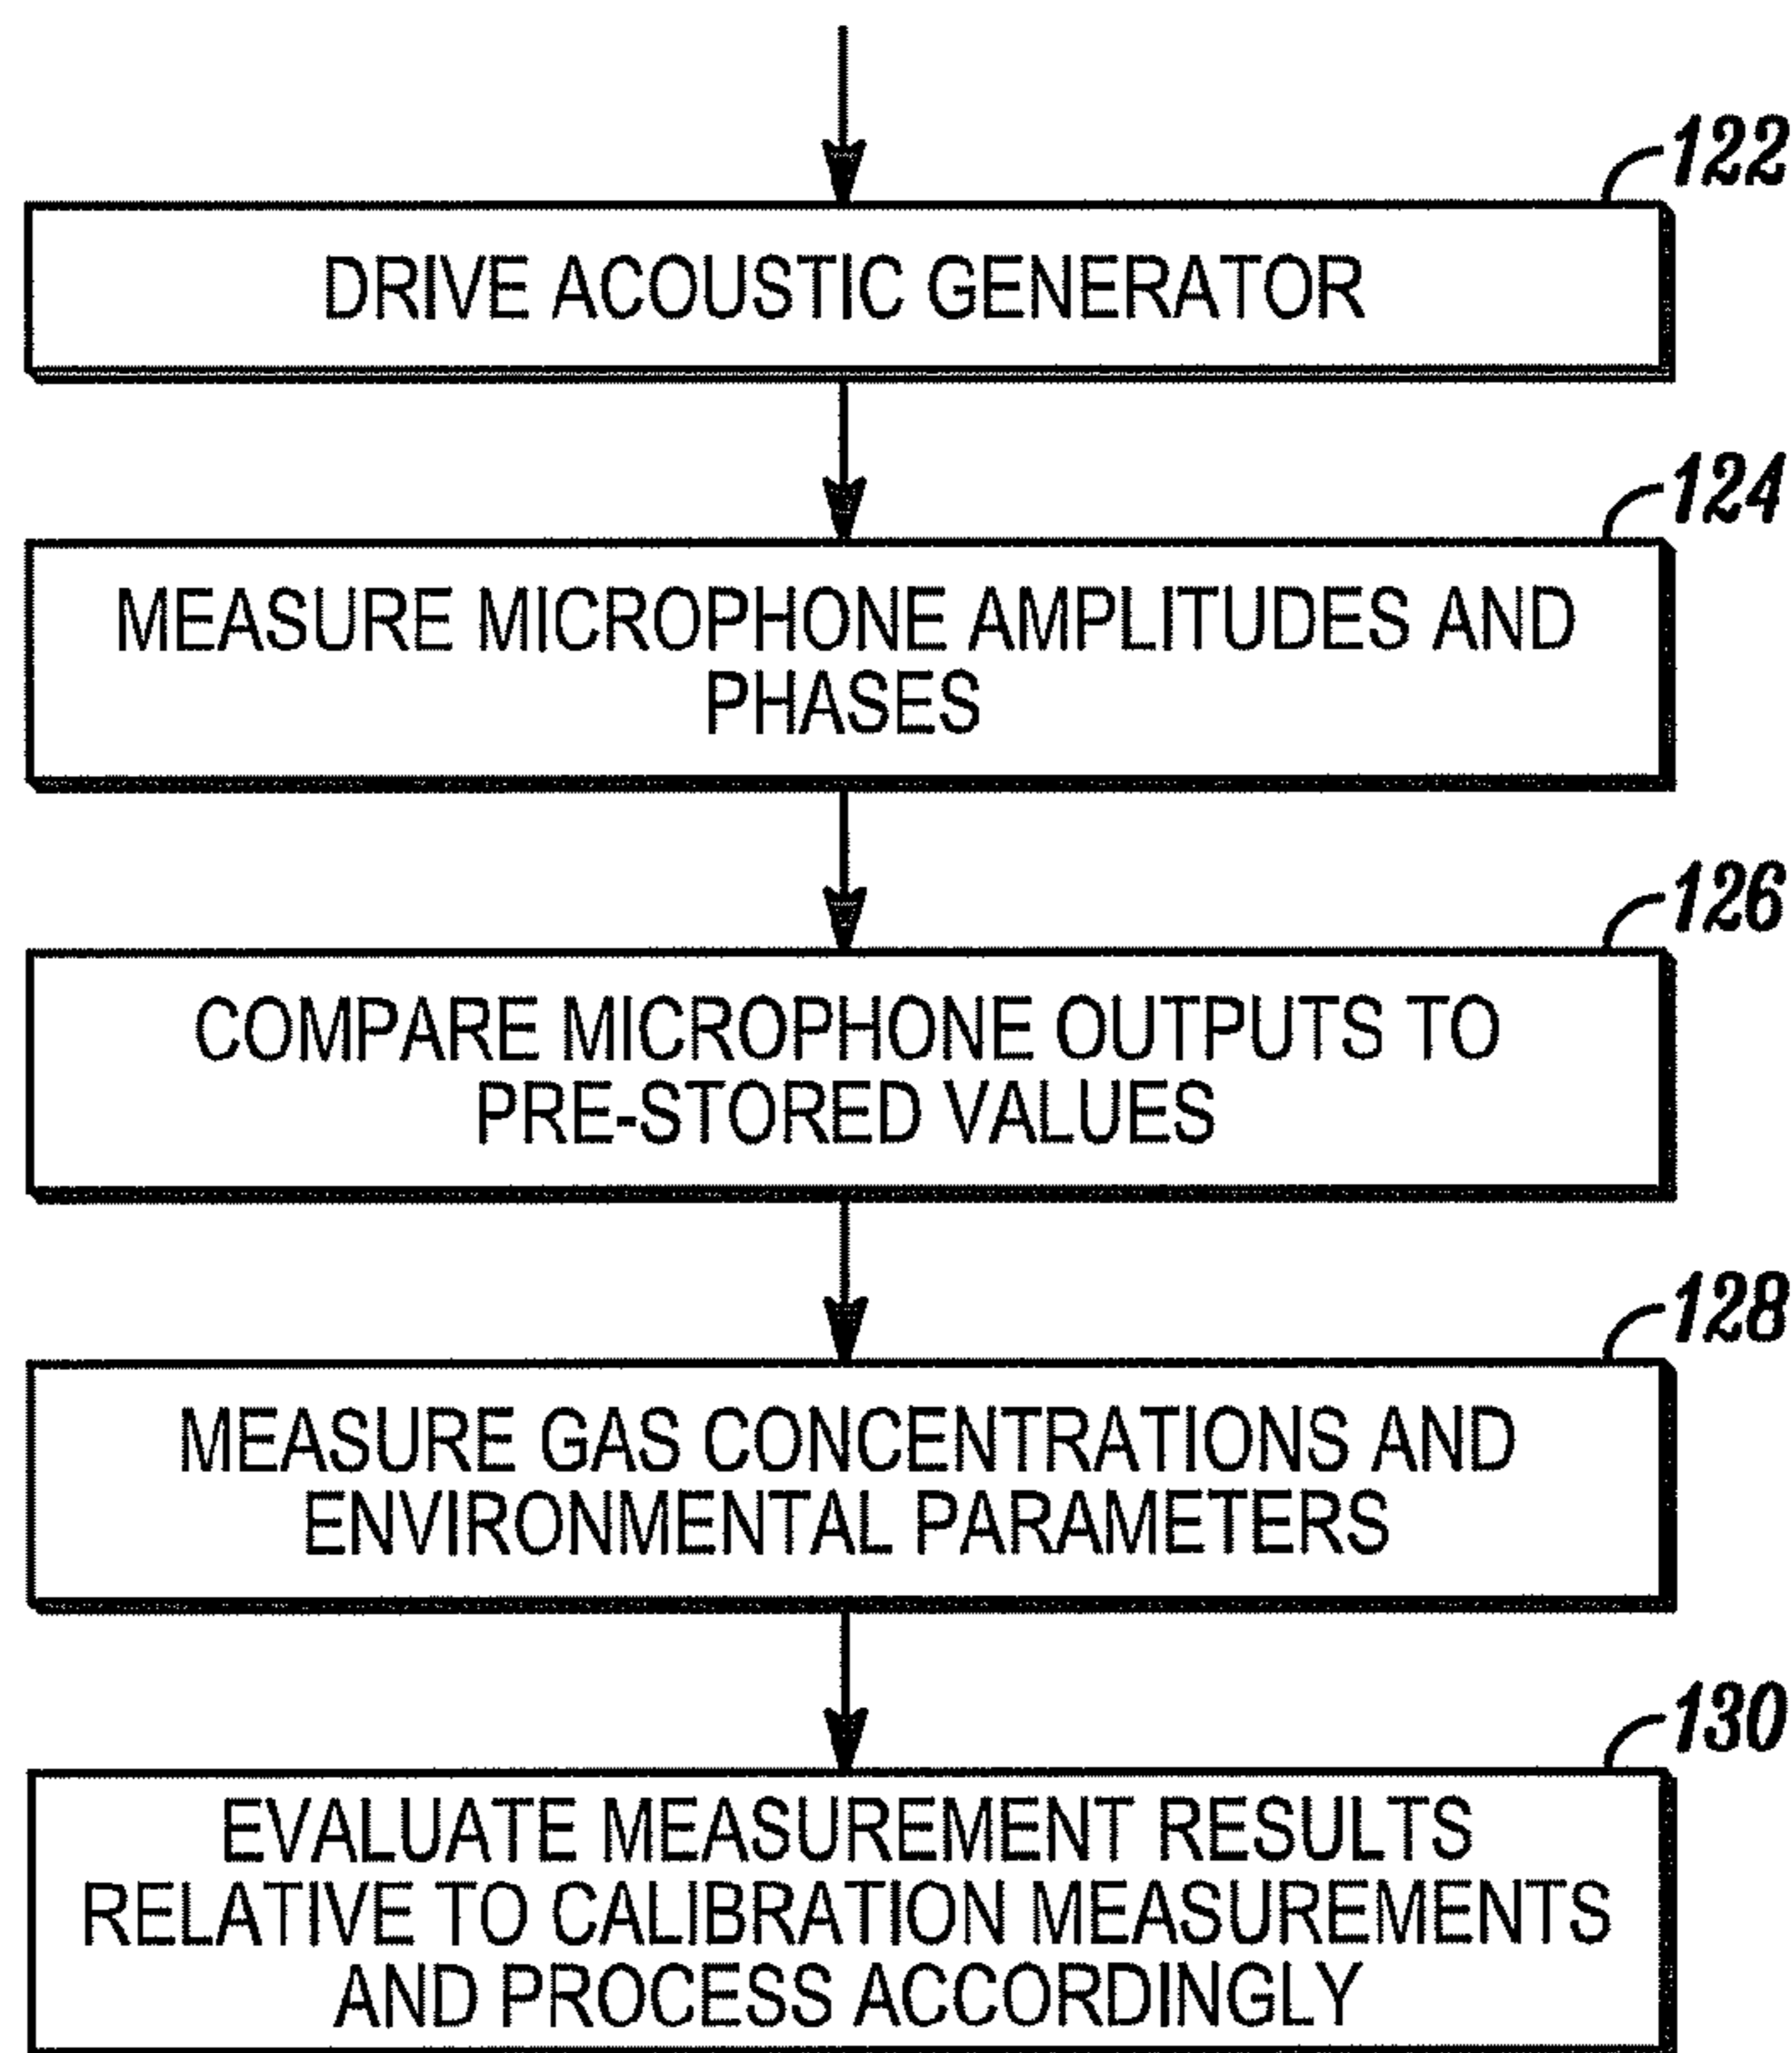 122
DRIVE ACOUSTIC GENERATOR
124
MEASURE MICROPHONE AMPLITUDES AND
PHASES
126
COMPARE MICROPHONE OUTPUTS TO
PRE-STORED VALUES
128
MEASURE GAS CONCENTRATIONS AND
ENVIRONMENTAL PARAMETERS
130
EVALUATE MEASUREMENT RESULTS
RELATIVE TO CALIBRATION MEASUREMENTS
AND PROCESS ACCORDINGLY